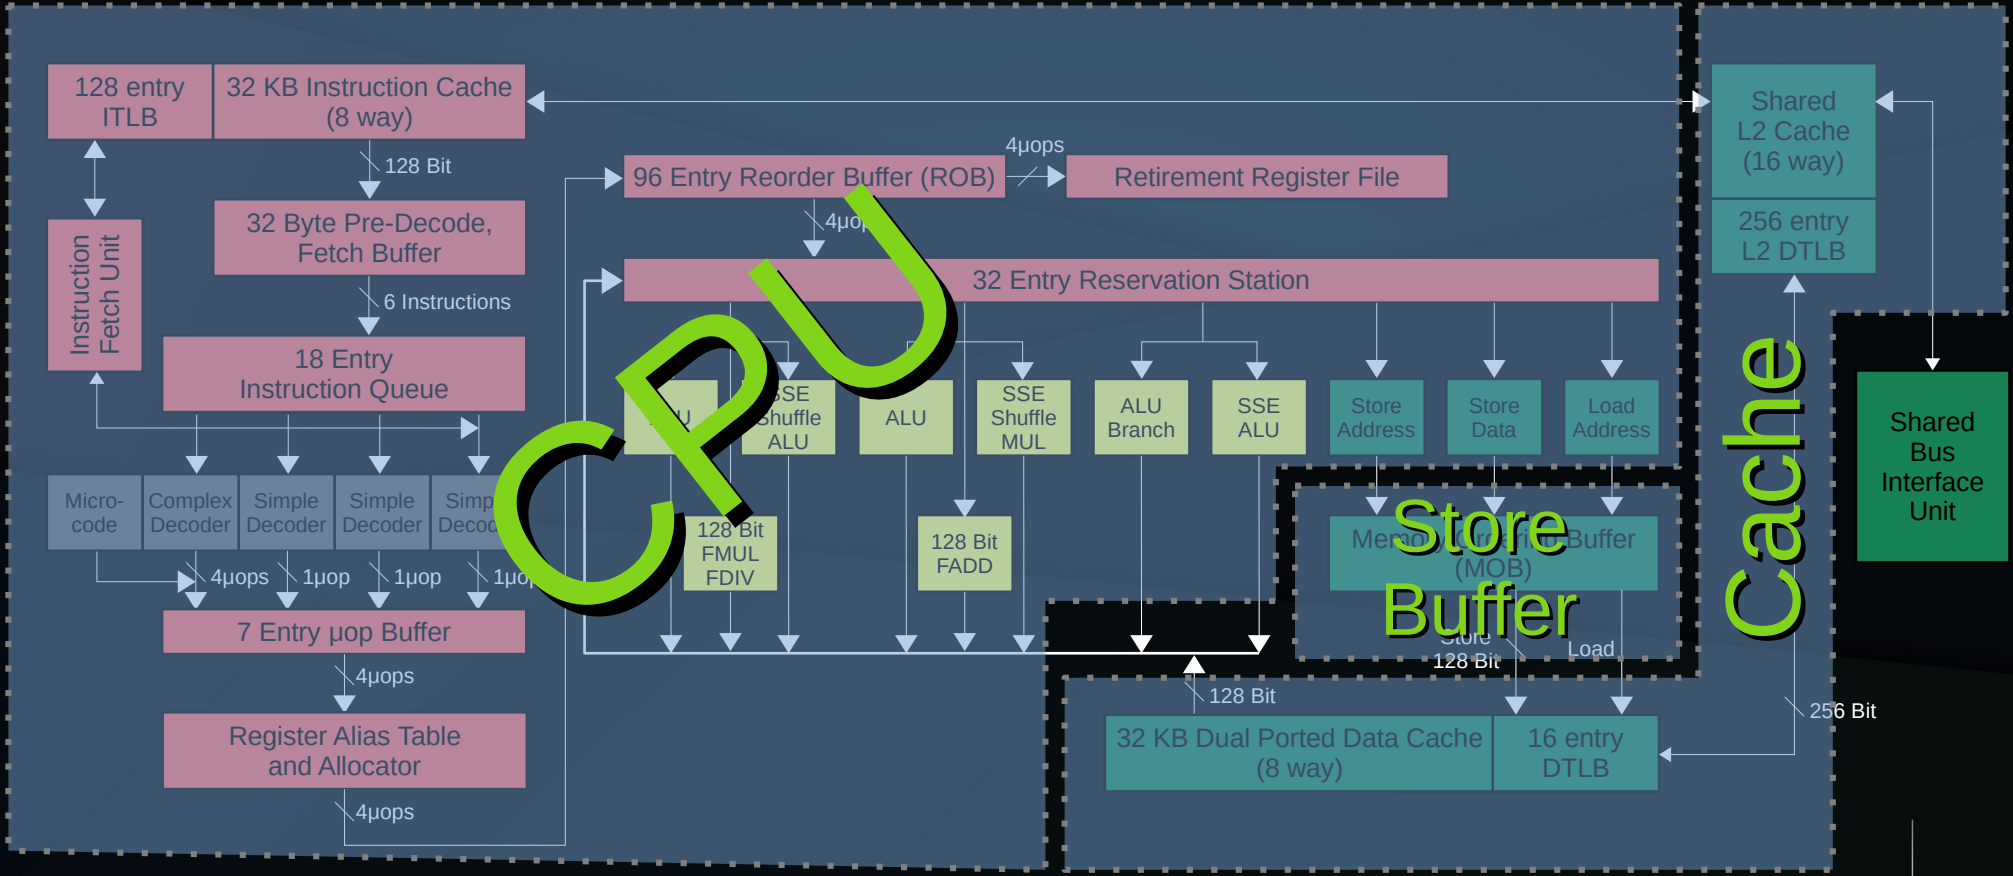 128 entry
ITLB
32 KB Instruction Cache
(8 way)
128 Bit
Instruction
Fetch Unit
32 Byte Pre-Decode,
Fetch Buffer
6 Instructions
18 Entry
Instruction Queue
Micro-
code
Complex
Decoder
Simple
Decoder
Simple
Decoder
4µops
1µop
1µop
7 Entry µop Buffer
4µops
Register Alias Table
and Allocator
4µops
96 Entry Reorder Buffer (ROB)
4µops
Retirement Register File
32 Entry Reservation Station
CPU
Shuffle
ALU
ALU
SSE
Shuffle
MUL
ALU
Branch
SSE
ALU
Store
Address
Store
Data
Load
Address
128 Bit
FMUL
FDIV
128 Bit
FADD
Store
Buffer
Memory Ordering Buffer
(MOB)
Store
128 Bit
Load
128 Bit
32 KB Dual Ported Data Cache
(8 way)
16 entry
DTLB
Shared
L2 Cache
(16 way)
256 entry
L2 DTLB
Cache
256 Bit
Shared
Bus
Interface
Unit